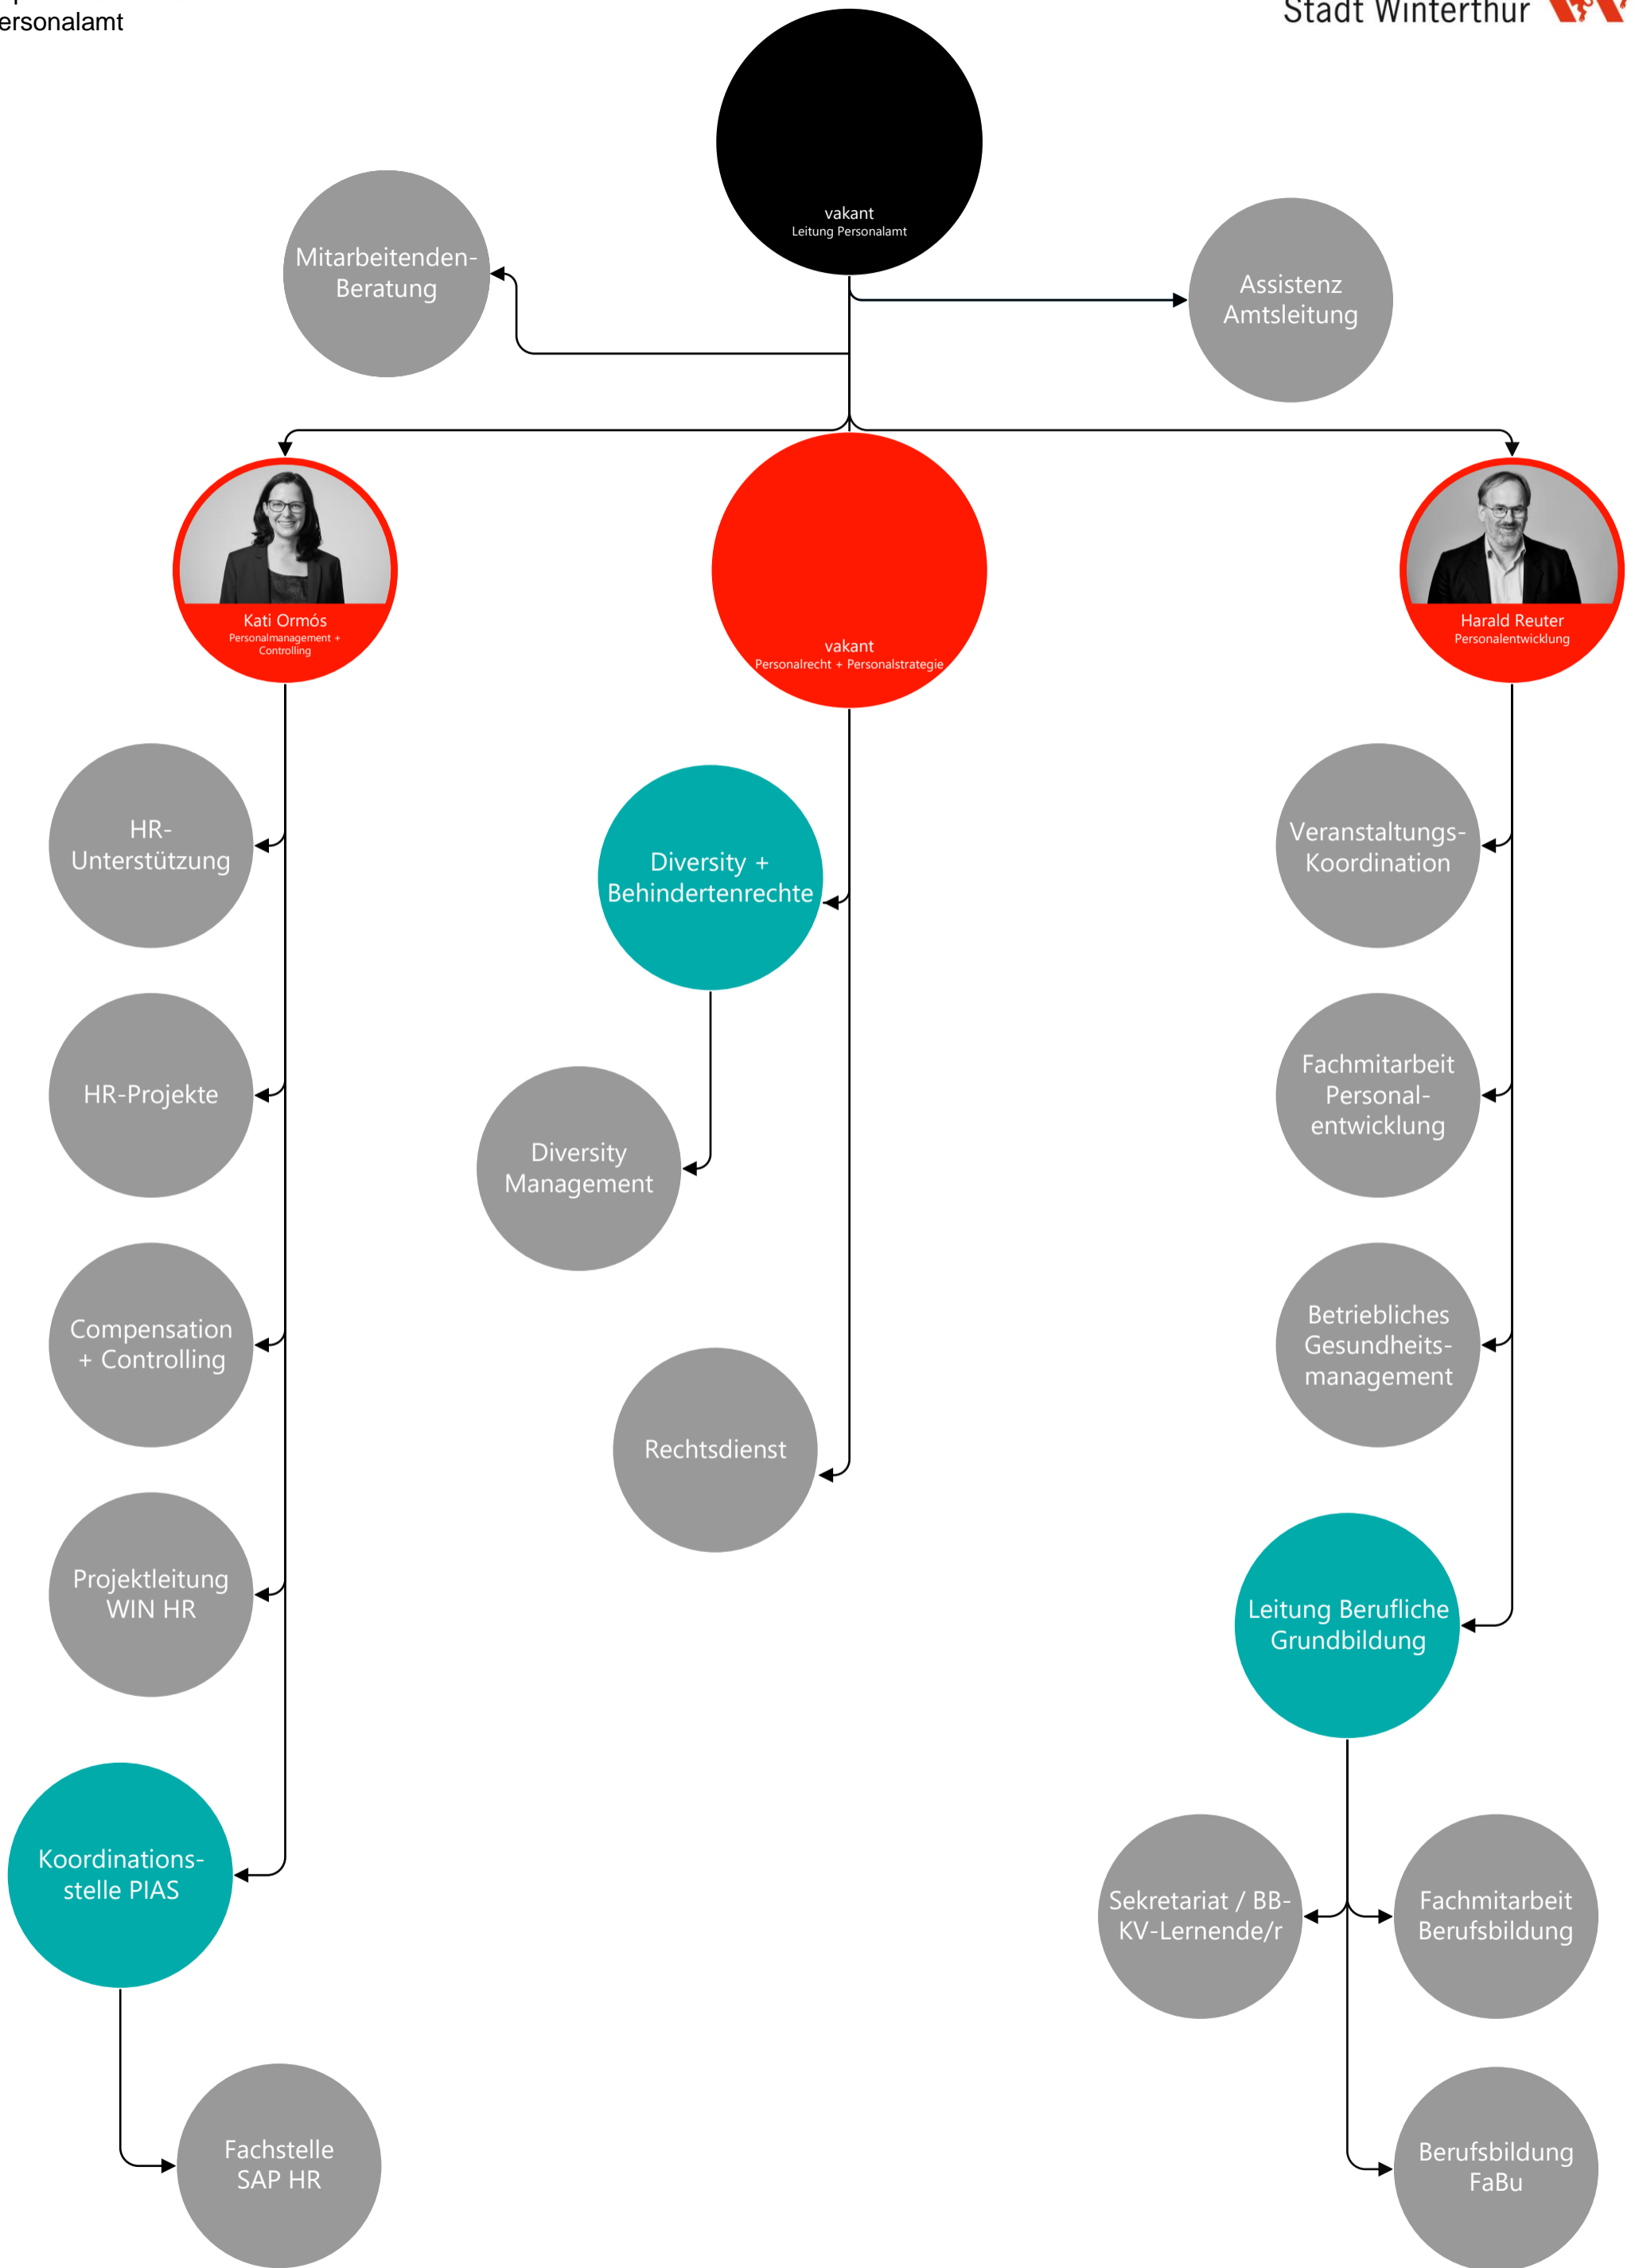 ersonalamt
Stadt Winterthur
vakant
Leitung Personalamt
Mitarbeitenden-
Beratung
Assistenz
Amtsleitung
Kati Ormós
Personalmanagement +
Controlling
vakant
Personalrecht + Personalstrategie
Harald Reuter
Personalentwicklung
HR-
Unterstützung
HR-Projekte
Compensation
+ Controlling
Projektleitung
WIN HR
Koordinations-
stelle PIAS
Fachstelle
SAP HR
Diversity +
Behindertenrechte
Diversity
Management
Rechtsdienst
Veranstaltungs-
Koordination
Fachmitarbeit
Personal-
entwicklung
Betriebliches
Gesundheits-
management
Leitung Berufliche
Grundbildung
Sekretariat / BB-
KV-Lernende/r
Fachmitarbeit
Berufsbildung
Berufsbildung
FaBu